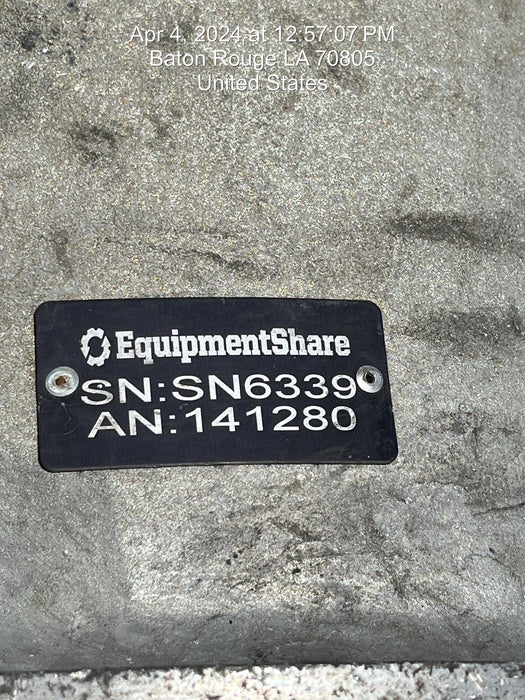 Apr 4, 2024 at 12:57:07 PM
Baton Rouge LA 70805
United States
EquipmentShare
SN:SN6339
AN:141280